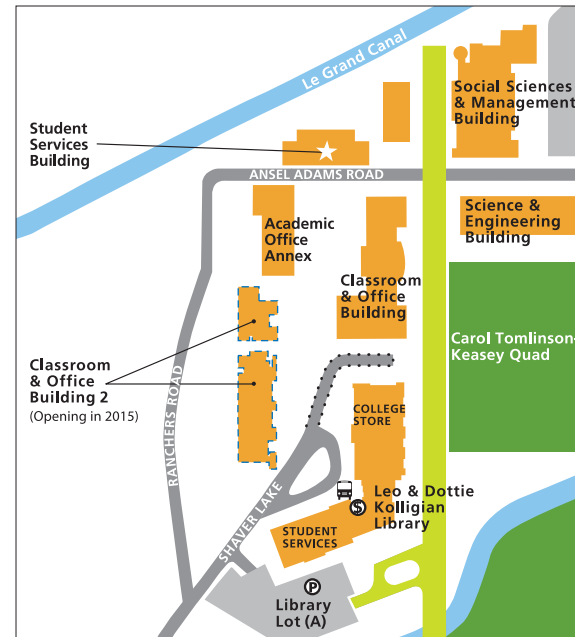 Le Grand Canal
Social Sciences
& Management
Building
Student
Services
Building
ANSEL ADAMS ROAD
Academic
Office
Annex
Science &
Engineering
Building
Classroom
& Office
Building
Carol Tomlinson-
Keasey Quad
Classroom
& Office
Building 2
(Opening in 2015)
RANCHERS ROAD
COLLEGE
STORE
SHAVER LAKE
$
Leo & Dottie
Kolligian
Library
STUDENT
SERVICES
P
Library
Lot (A)